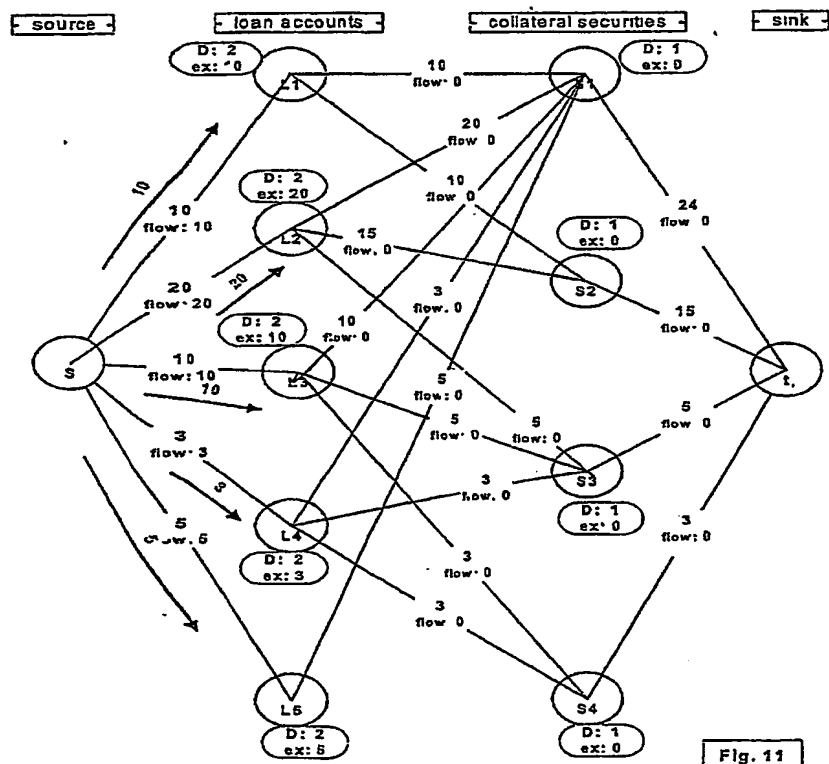 source
loan accounts
collateral securities
sink
D: 2
ex: 10
L1
10
flow: 0
D: 1
ex: 0
20
flow 0
10
10
flow: 10
D: 2
ex: 20
L2
15
flow. 0
10
flow 0
D: 1
ex: 0
S2
24
flow 0
20
flow: 20
20
D: 2
ex: 10
L3
10
flow: 0
3
flow. 0
15
flow: 0
S
10
flow: 10
10
5
flow: 0
t,
5
flow 0
5
flow: 0
5
flow 0
S3
3
flow: 3
3
3
flow. 0
D: 1
ex: 0
L4
D: 2
ex: 3
3
flow: 0
5
3
flow: 0
3
flow 0
L5
D: 2
ex: 5
S4
D: 1
ex: 0
Fig. 11